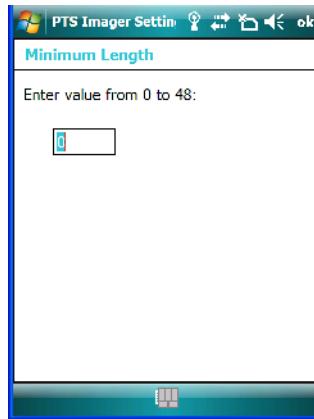 PTS Imager Settin
ok
Minimum Length
Enter value from 0 to 48:
0